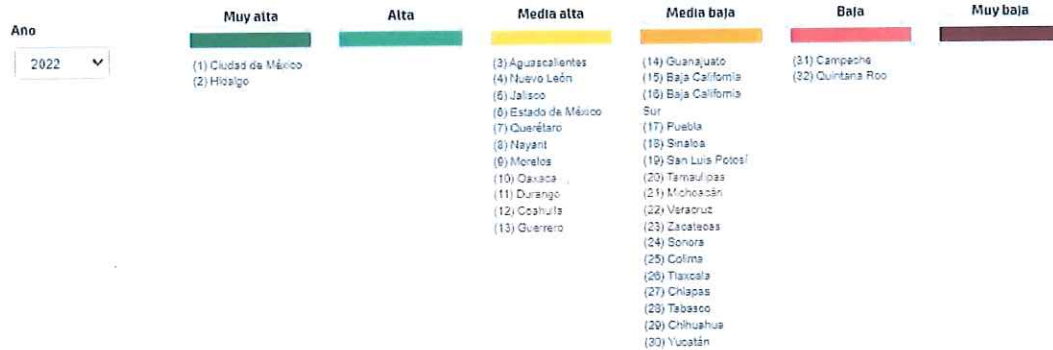 Año
2022
Muy alta
(1) Ciudad de México
(2) Hidalgo
Alta
Media alta
(3) Aguascalientes
(4) Nuevo León
(5) Jalisco
(6) Estado de México
(7) Querétaro
(8) Nayarit
(9) Morelos
(10) Oaxaca
(11) Durango
(12) Coahuila
(13) Guerrero
Media baja
(14) Guanajuato
(15) Baja California
(16) Baja California
Sur
(17) Puebla
(18) Sinaloa
(19) San Luis Potosí
(20) Tamaulipas
(21) Michoacán
(22) Veracruz
(23) Zacatecas
(24) Sonora
(25) Colima
(26) Tlaxcala
(27) Chiapas
(28) Tabasco
(29) Chihuahua
(30) Yucatán
Baja
(31) Campeche
(32) Quintana Roo
Muy baja